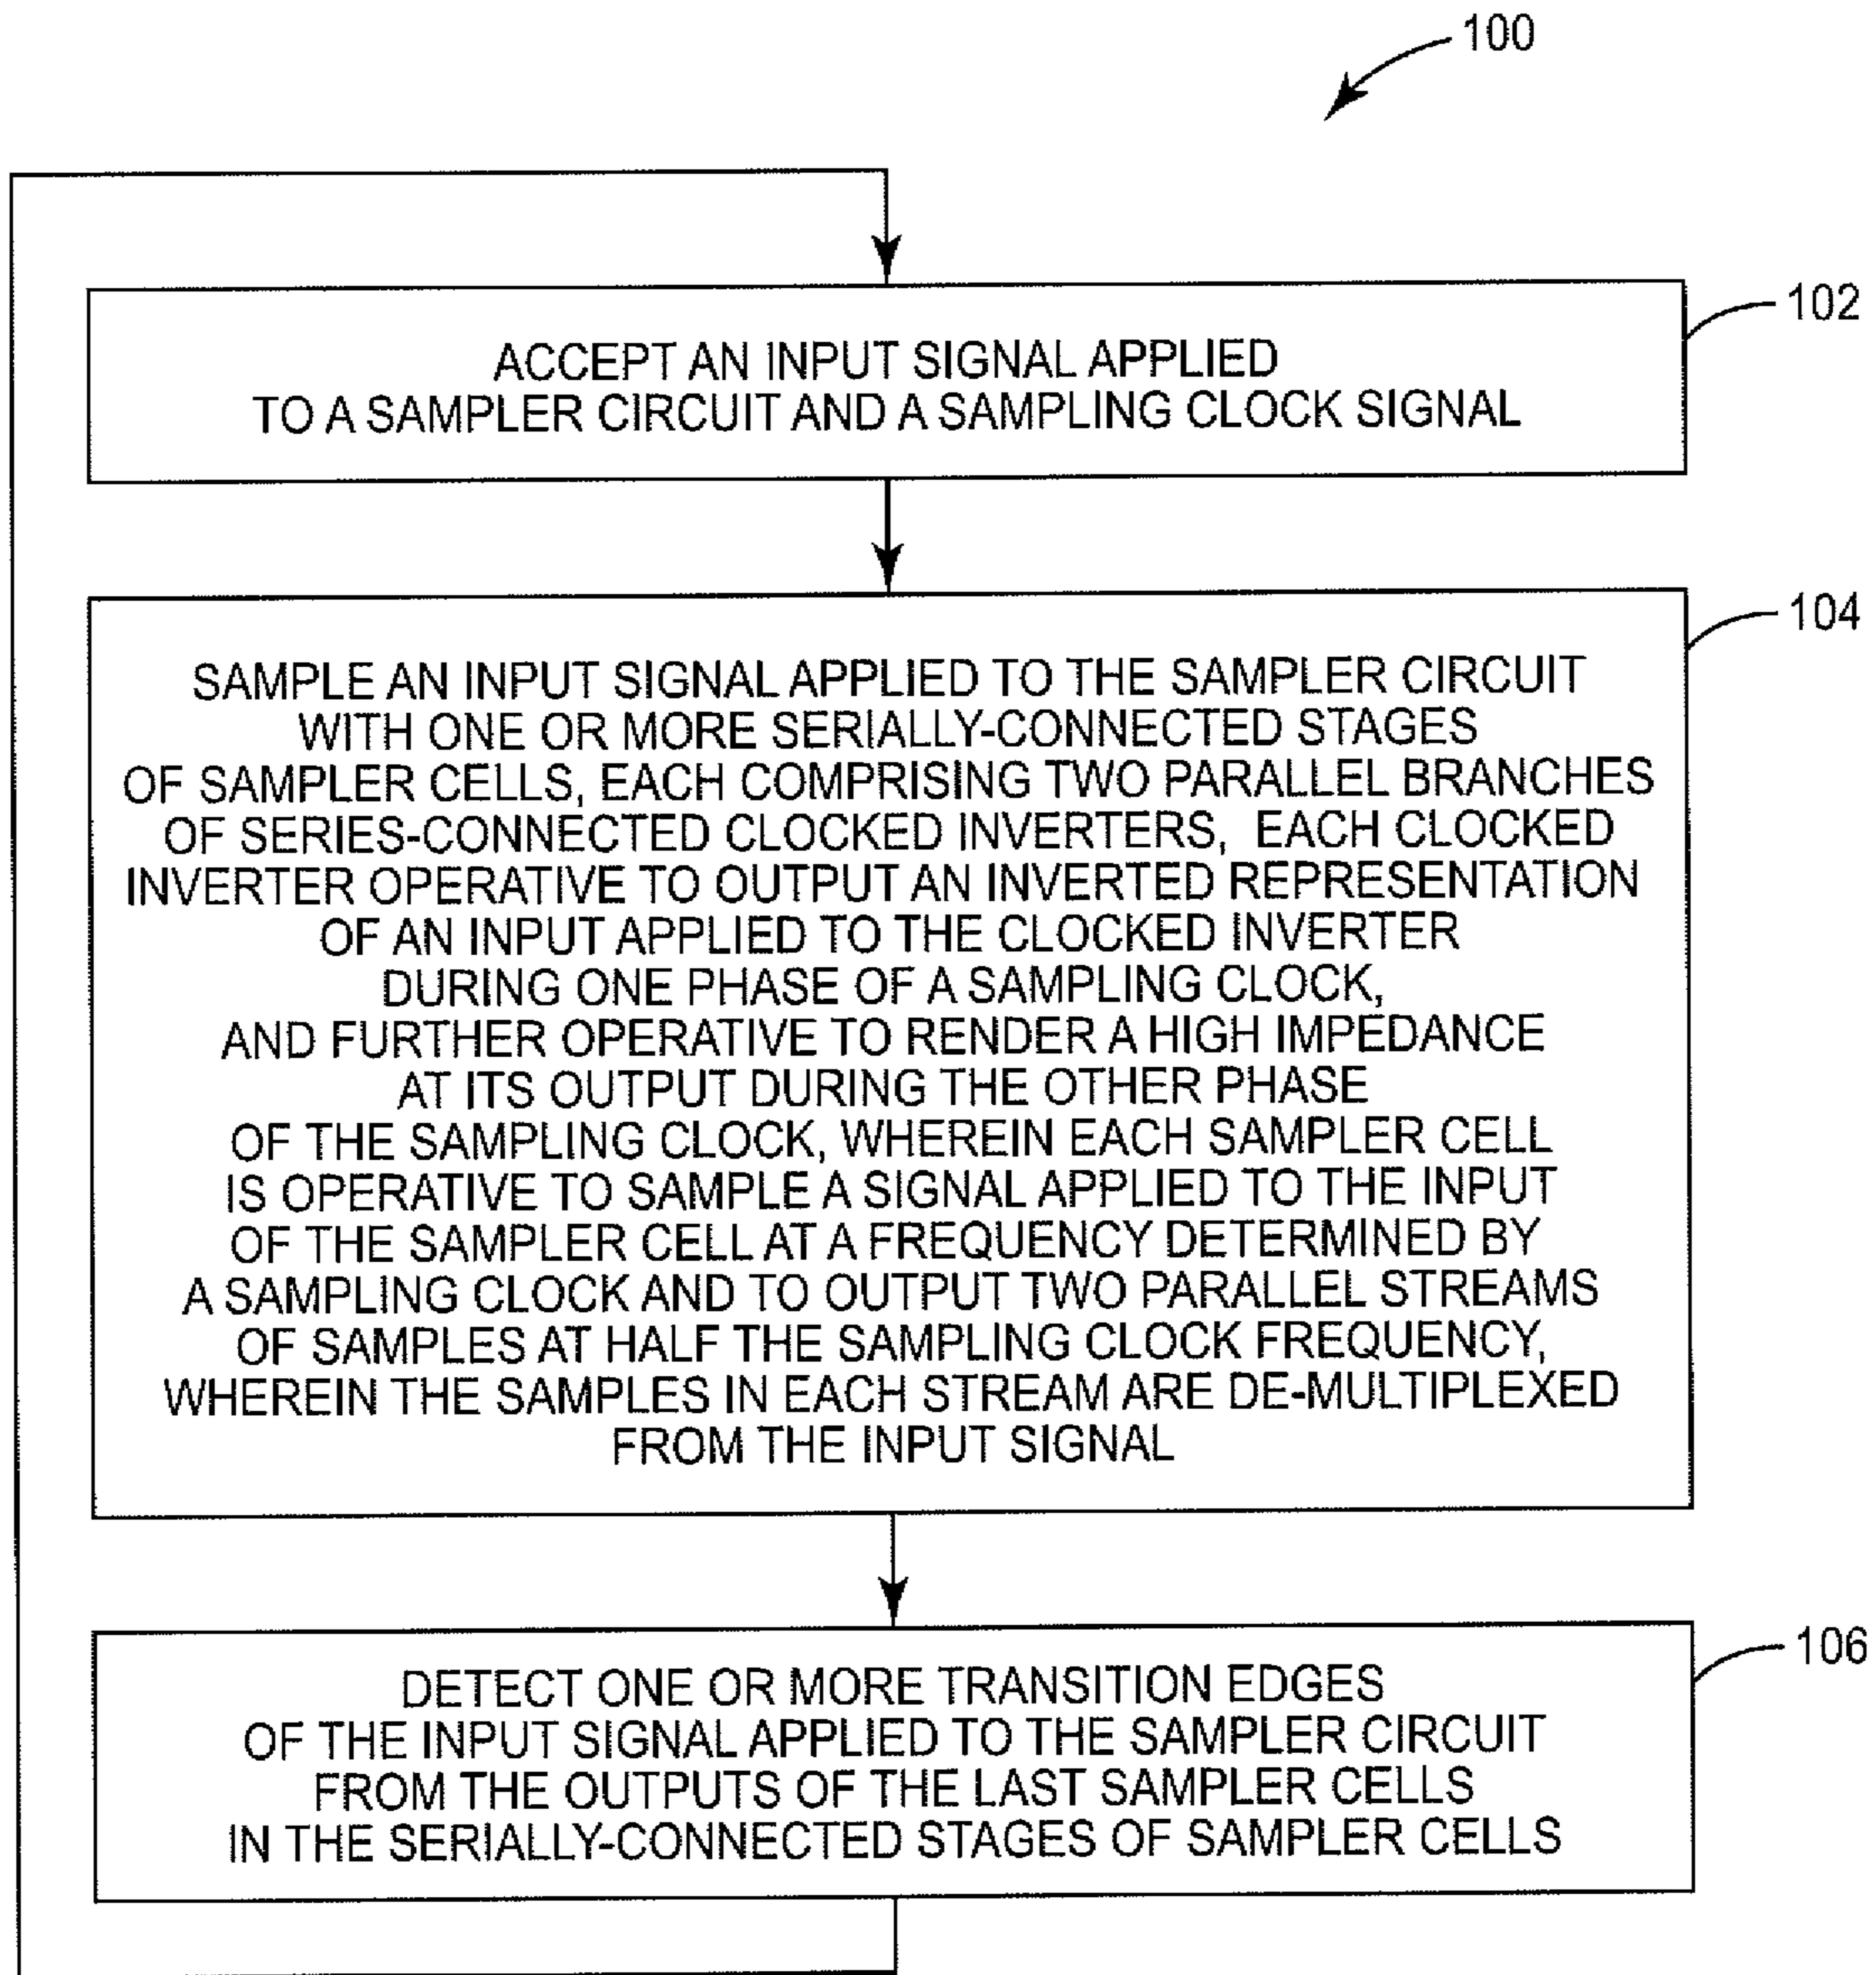 100
102
ACCEPT AN INPUT SIGNAL APPLIED
TO A SAMPLER CIRCUIT AND A SAMPLING CLOCK SIGNAL
104
SAMPLE AN INPUT SIGNAL APPLIED TO THE SAMPLER CIRCUIT
WITH ONE OR MORE SERIALLY-CONNECTED STAGES
OF SAMPLER CELLS, EACH COMPRISING TWO PARALLEL BRANCHES
OF SERIES-CONNECTED CLOCKED INVERTERS, EACH CLOCKED
INVERTER OPERATIVE TO OUTPUT AN INVERTED REPRESENTATION
OF AN INPUT APPLIED TO THE CLOCKED INVERTER
DURING ONE PHASE OF A SAMPLING CLOCK,
AND FURTHER OPERATIVE TO RENDER A HIGH IMPEDANCE
AT ITS OUTPUT DURING THE OTHER PHASE
OF THE SAMPLING CLOCK, WHEREIN EACH SAMPLER CELL
IS OPERATIVE TO SAMPLE A SIGNAL APPLIED TO THE INPUT
OF THE SAMPLER CELL AT A FREQUENCY DETERMINED BY
A SAMPLING CLOCK AND TO OUTPUT TWO PARALLEL STREAMS
OF SAMPLES AT HALF THE SAMPLING CLOCK FREQUENCY,
WHEREIN THE SAMPLES IN EACH STREAM ARE DE-MULTIPLEXED
FROM THE INPUT SIGNAL
106
DETECT ONE OR MORE TRANSITION EDGES
OF THE INPUT SIGNAL APPLIED TO THE SAMPLER CIRCUIT
FROM THE OUTPUTS OF THE LAST SAMPLER CELLS
IN THE SERIALLY-CONNECTED STAGES OF SAMPLER CELLS